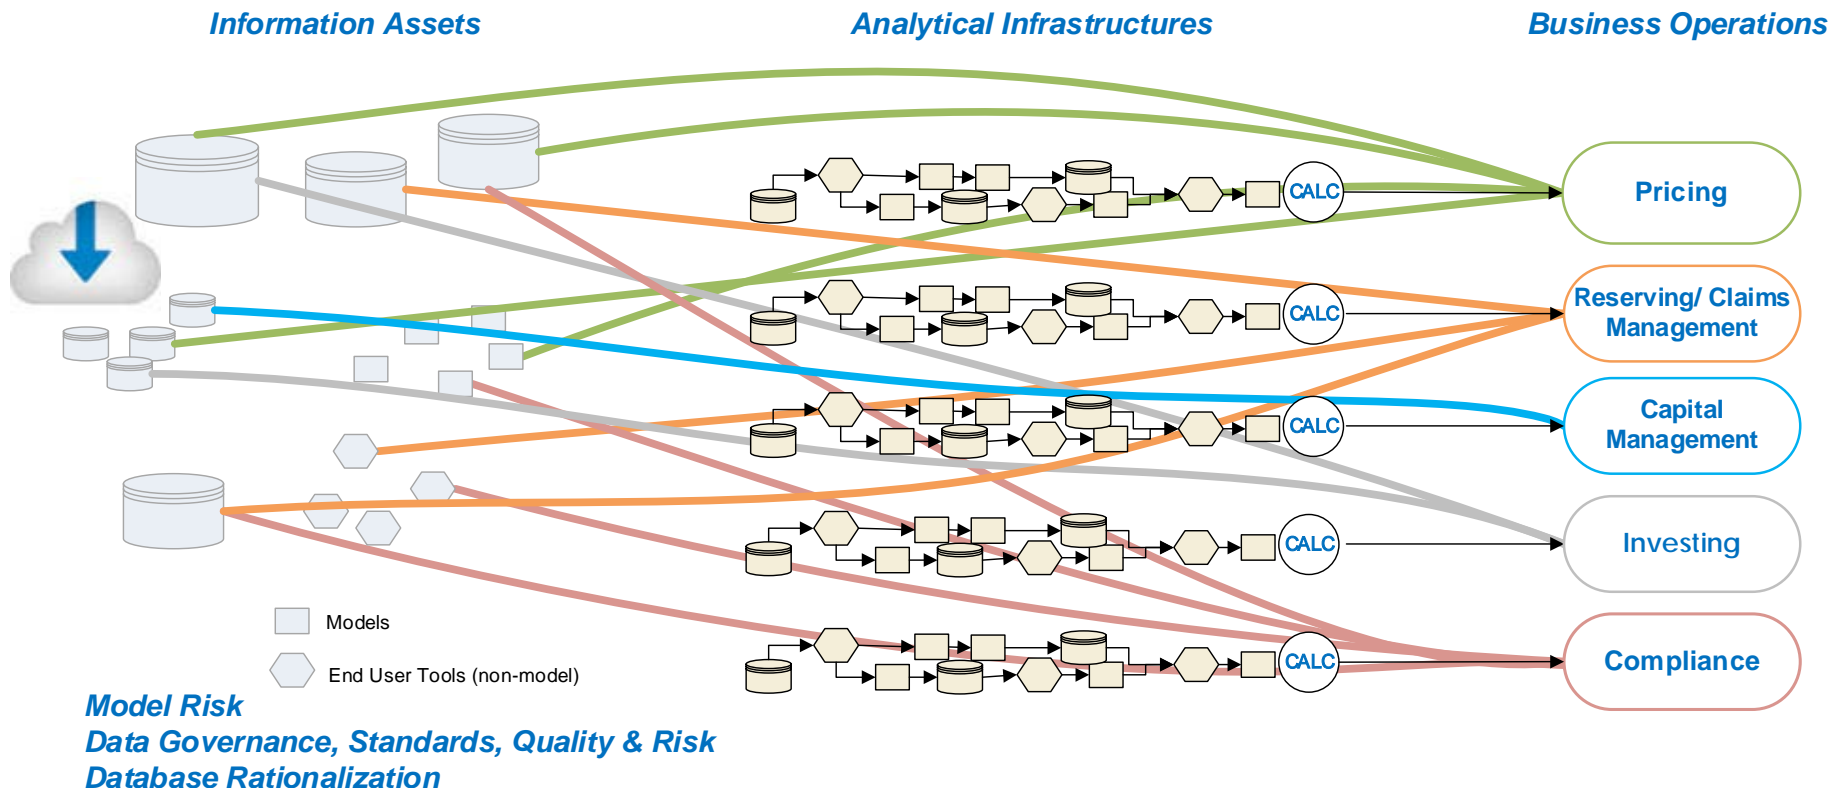 Information Assets
Analytical Infrastructures
Business Operations
CALC
Pricing
CALC
Reserving/ Claims
Management
CALC
Capital
Management
CALC
Investing
CALC
Compliance
Models
End User Tools (non-model)
Model Risk
Data Governance, Standards, Quality & Risk
Database Rationalization